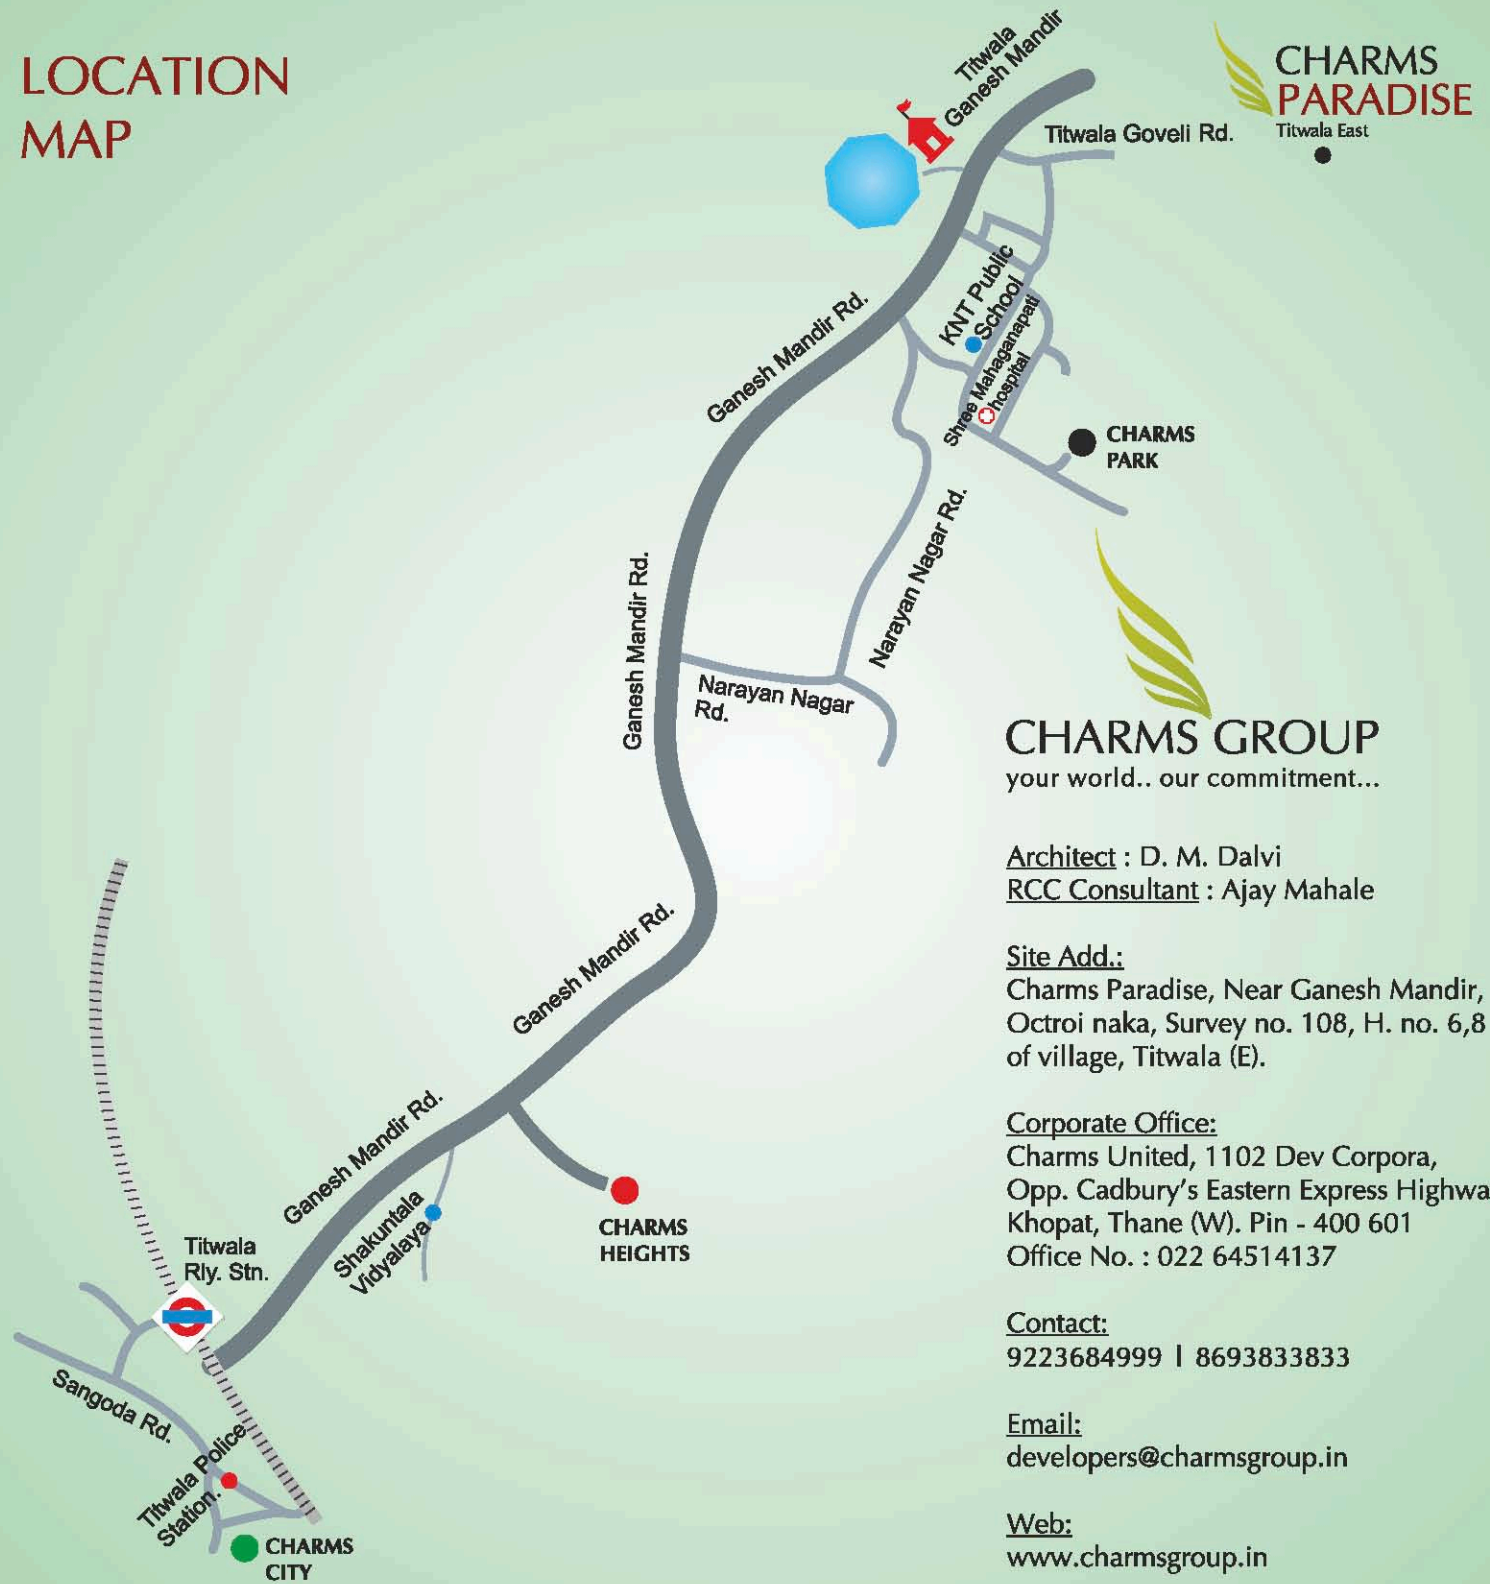 LOCATION
MAP
Titwala
Ganesh Mandir
CHARMS
PARADISE
Titwala East
Titwala Goveli Rd.
KNT Public
School
Ganesh Mandir Rd.
Shree Mahaganapati
hospital
CHARMS
PARK
Narayan Nagar Rd.
Ganesh Mandir Rd.
Narayan Nagar
Rd.
CHARMS GROUP
your world.. our commitment...
Architect : D. M. Dalvi
RCC Consultant : Ajay Mahale
Ganesh Mandir Rd.
Site Add.:
Charms Paradise, Near Ganesh Mandir,
Octroi naka, Survey no. 108, H. no. 6,8
of village, Titwala (E).
Ganesh Mandir Rd.
Corporate Office:
Charms United, 1102 Dev Corpora,
Opp. Cadbury's Eastern Express Highwa
Khopat, Thane (W). Pin - 400 601
Office No. : 022 64514137
Shakuntala
Vidyalaya
CHARMS
HEIGHTS
Titwala
Rly. Stn.
Contact:
9223684999 | 8693833833
Sangoda Rd.
Email:
developers@charmsgroup.in
Titwala Police
Station.
Web:
www.charmsgroup.in
CHARMS
CITY